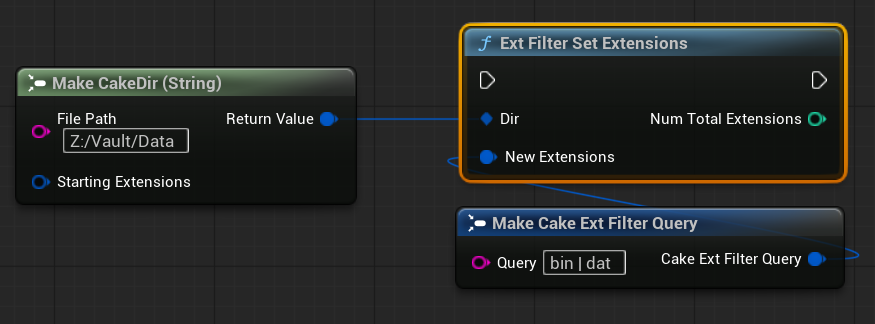 Make CakeDir (String)
File Path
Z:/Vault/Data
Return Value
Starting Extensions
f Ext Filter Set Extensions
Dir
Num Total Extensions
New Extensions
Make Cake Ext Filter Query
Query
bin | dat
Cake Ext Filter Query